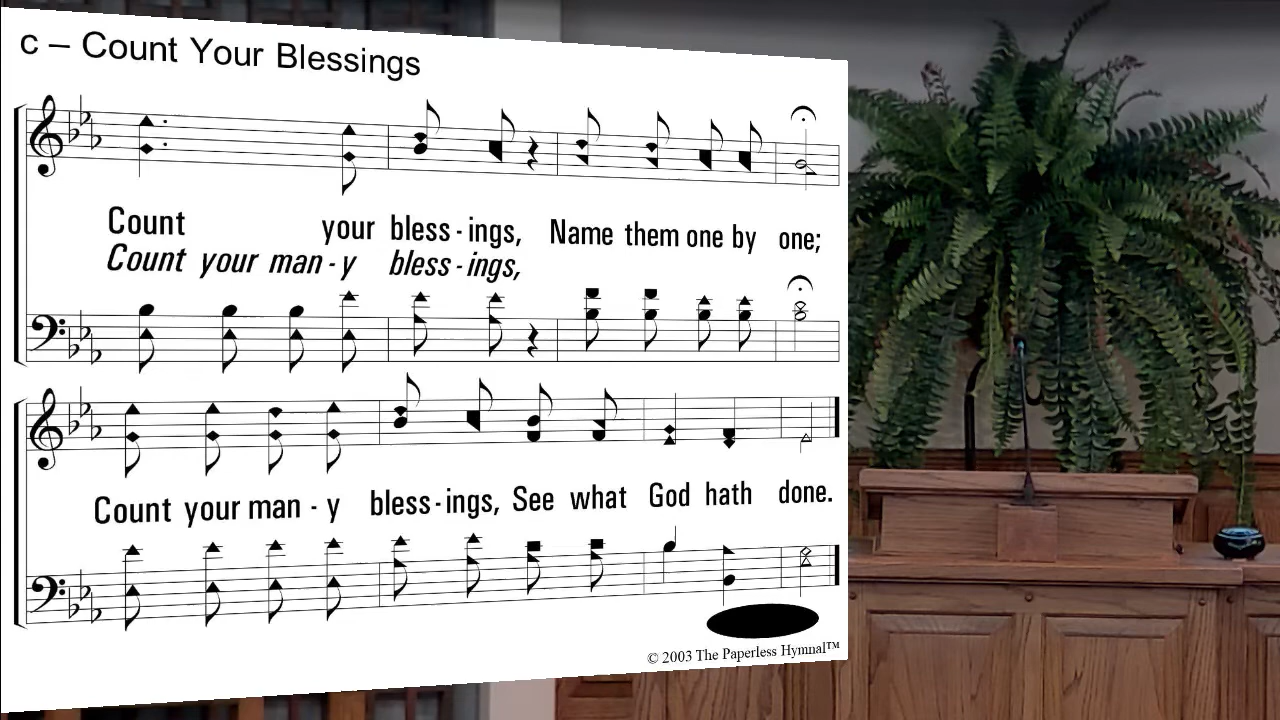 c – Count Your Blessings
Count your bless - ings, Name them one by one;
Count your man - y bless - ings,
Count your man - y bless - ings, See what God hath done.
© 2003 The Paperless Hymnal™